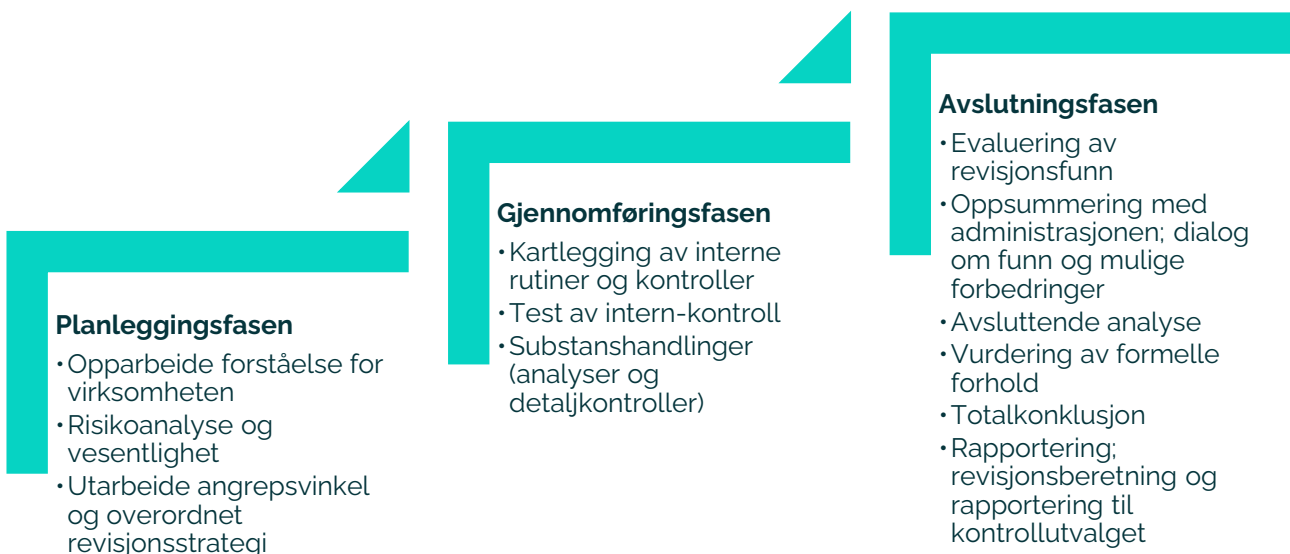 Planleggingsfasen
•Opparbeide forståelse for
virksomheten
•Risikoanalyse og
vesentlighet
•Utarbeide angrepsvinkel
og overordnet
revisjonsstrategi
Gjennomføringsfasen
•Kartlegging av interne
rutiner og kontroller
•Test av intern-kontroll
•Substanshandlinger
(analyser og
detaljkontroller)
Avslutningsfasen
•Evaluering av
revisjonsfunn
•Oppsummering med
administrasjonen; dialog
om funn og mulige
forbedringer
•Avsluttende analyse
•Vurdering av formelle
forhold
•Totalkonklusjon
•Rapportering;
revisjonsberetning og
rapportering til
kontrollutvalget